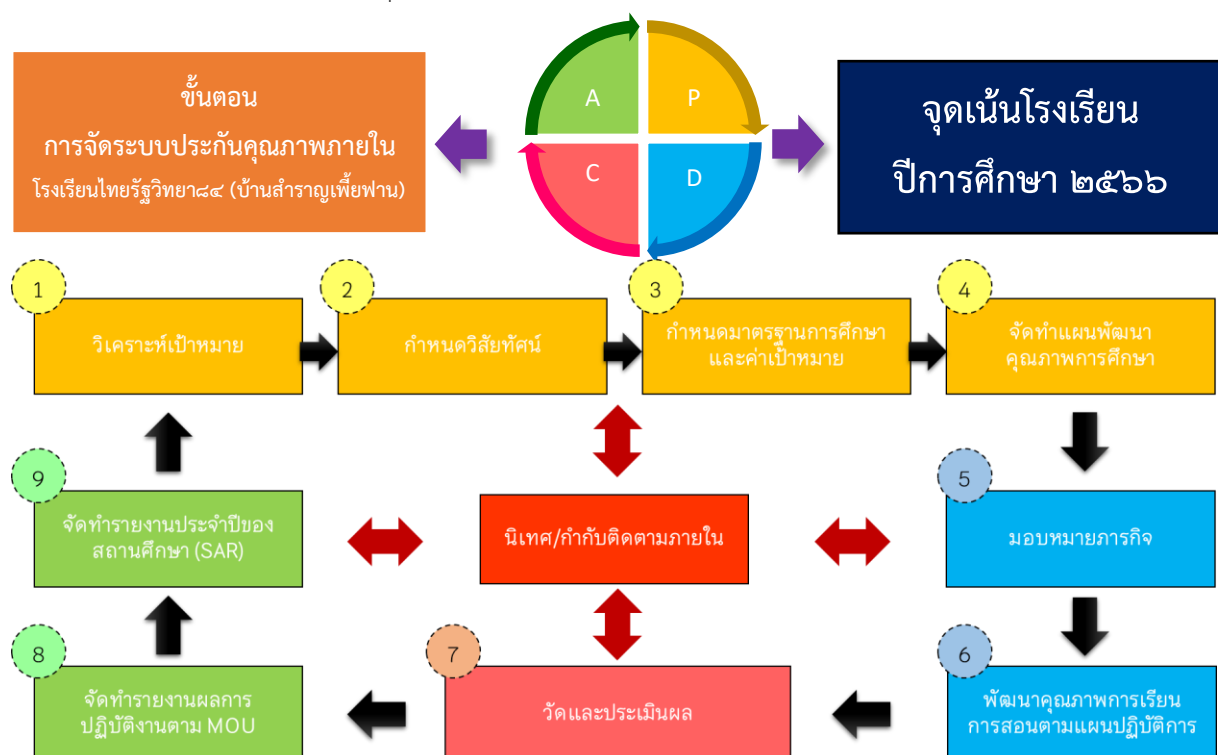 ขั้นตอน
การจัดระบบประกันคุณภาพภายใน
โรงเรียนไทยรัฐวิทยา๘๔ (บ้านสำราญเพี้ยฟาน)
A
P
C
D
จุดเน้นโรงเรียน
ปีการศึกษา ๒๕๖๖
1
วิเคราะห์เป้าหมาย
2
กำหนดวิสัยทัศน์
3
กำหนดมาตรฐานการศึกษา
และค่าเป้าหมาย
4
จัดทำแผนพัฒนา
คุณภาพการศึกษา
9
จัดทำรายงานประจำปีของ
สถานศึกษา (SAR)
นิเทศ/กำกับติดตามภายใน
5
มอบหมายภารกิจ
8
จัดทำรายงานผลการ
ปฏิบัติงานตาม MOU
7
วัดและประเมินผล
6
พัฒนาคุณภาพการเรียน
การสอนตามแผนปฏิบัติการ